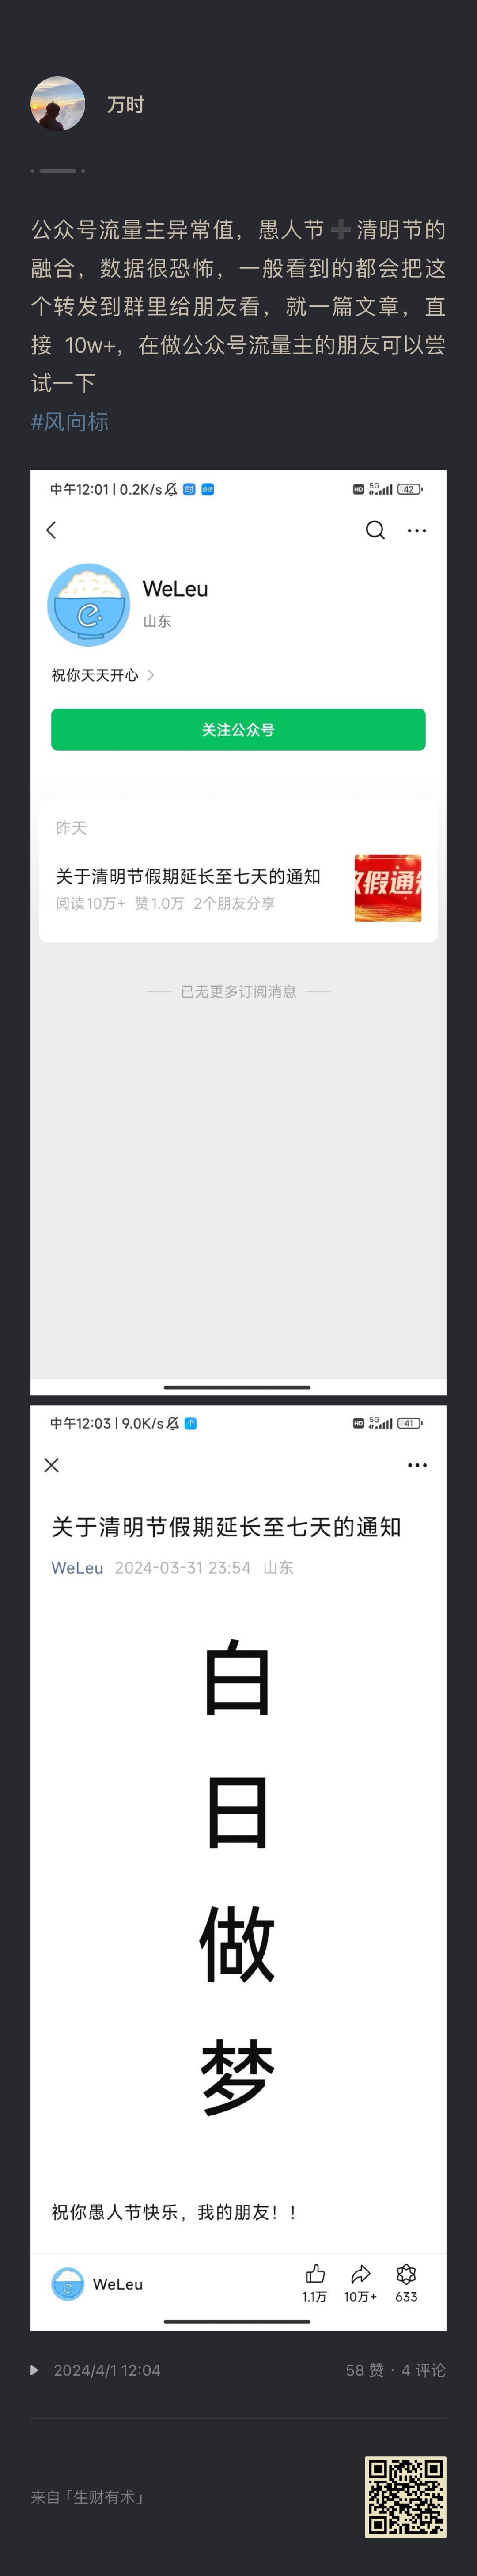 万时
公众号流量主异常值，愚人节➕清明节的
融合，数据很恐怖，一般看到的都会把这
个转发到群里给朋友看，就一篇文章，直
接 10w+，在做公众号流量主的朋友可以尝
试一下
#风向标
中午12:01 | 0.2K/s
HD 5G 42
WeLeu
山东
祝你天天开心
关注公众号
昨天
关于清明节假期延长至七天的通知
阅读10万+ 赞1.0万 2个朋友分享
放假通知
已无更多订阅消息
中午12:03 | 9.0K/s
HD 5G 41
关于清明节假期延长至七天的通知
WeLeu 2024-03-31 23:54 山东
白
日
做
梦
祝你愚人节快乐，我的朋友！！
WeLeu
1.1万 10万+ 633
2024/4/1 12:04
58 赞 · 4 评论
来自「生财有术」